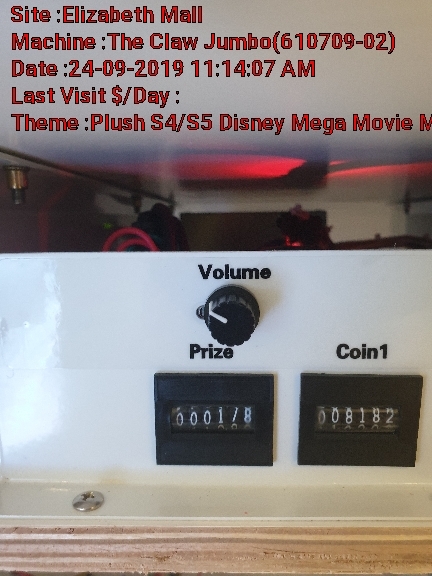 Site :Elizabeth Mall
Machine :The Claw Jumbo(610709-02)
Date :24-09-2019 11:14:07 AM
Last Visit $/Day :
Theme :Plush S4/S5 Disney Mega Movie M
Volume
Prize
Coin1
000178
008182